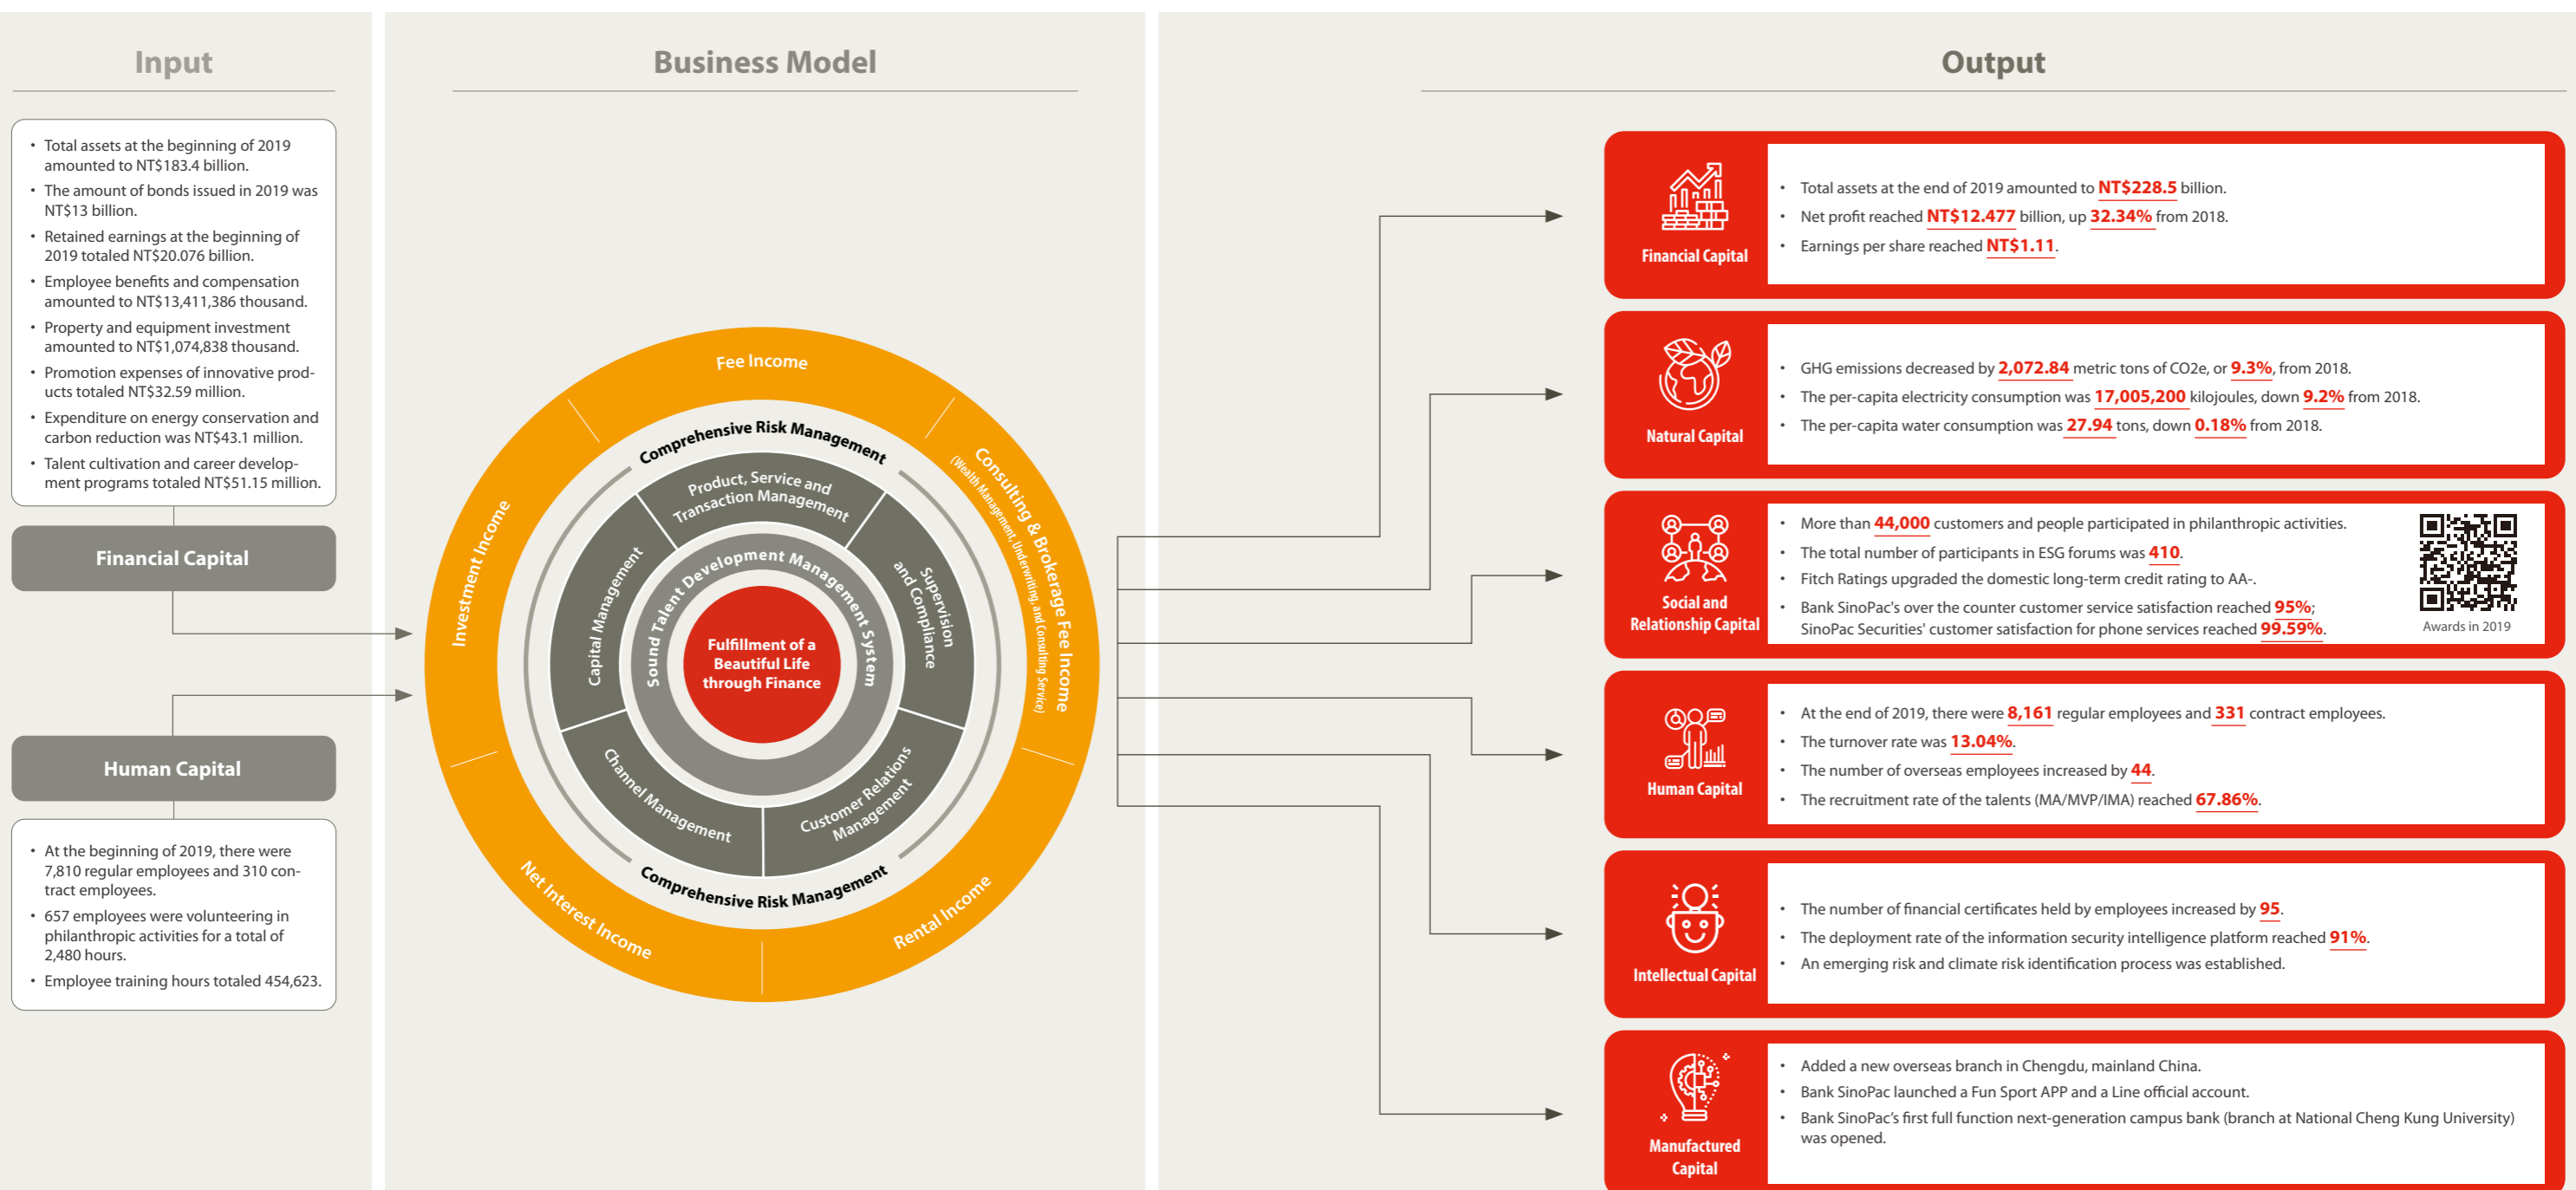 Input
• Total assets at the beginning of 2019
amounted to NT$183.4 billion.
• The amount of bonds issued in 2019 was
NT$13 billion.
• Retained earnings at the beginning of
2019 totaled NT$20.076 billion.
• Employee benefits and compensation
amounted to NT$13,411,386 thousand.
• Property and equipment investment
amounted to NT$1,074,838 thousand.
• Promotion expenses of innovative prod-
ucts totaled NT$32.59 million.
• Expenditure on energy conservation and
carbon reduction was NT$43.1 million.
• Talent cultivation and career develop-
ment programs totaled NT$51.15 million.
Financial Capital
Human Capital
• At the beginning of 2019, there were
7,810 regular employees and 310 con-
tract employees.
• 657 employees were volunteering in
philanthropic activities for a total of
2,480 hours.
• Employee training hours totaled 454,623.
Business Model
Fee Income
Consulting & Brokerage Fee Income
(Wealth Management, Underwriting, and Consulting Service)
Rental Income
Net Interest Income
Investment Income
Comprehensive Risk Management
Product, Service and
Transaction Management
Supervision
and Compliance
Customer Relations
Management
Channel Management
Capital Management
Sound Talent Development Management System
Fulfillment of a
Beautiful Life
through Finance
Comprehensive Risk Management
Output
Financial Capital
• Total assets at the end of 2019 amounted to NT$228.5 billion.
• Net profit reached NT$12.477 billion, up 32.34% from 2018.
• Earnings per share reached NT$1.11.
Natural Capital
• GHG emissions decreased by 2,072.84 metric tons of CO2e, or 9.3%, from 2018.
• The per-capita electricity consumption was 17,005,200 kilojoules, down 9.2% from 2018.
• The per-capita water consumption was 27.94 tons, down 0.18% from 2018.
Social and
Relationship Capital
• More than 44,000 customers and people participated in philanthropic activities.
• The total number of participants in ESG forums was 410.
• Fitch Ratings upgraded the domestic long-term credit rating to AA-.
• Bank SinoPac's over the counter customer service satisfaction reached 95%;
SinoPac Securities' customer satisfaction for phone services reached 99.59%.
Awards in 2019
Human Capital
• At the end of 2019, there were 8,161 regular employees and 331 contract employees.
• The turnover rate was 13.04%.
• The number of overseas employees increased by 44.
• The recruitment rate of the talents (MA/MVP/IMA) reached 67.86%.
Intellectual Capital
• The number of financial certificates held by employees increased by 95.
• The deployment rate of the information security intelligence platform reached 91%.
• An emerging risk and climate risk identification process was established.
Manufactured
Capital
• Added a new overseas branch in Chengdu, mainland China.
• Bank SinoPac launched a Fun Sport APP and a Line official account.
• Bank SinoPac's first full function next-generation campus bank (branch at National Cheng Kung University)
was opened.